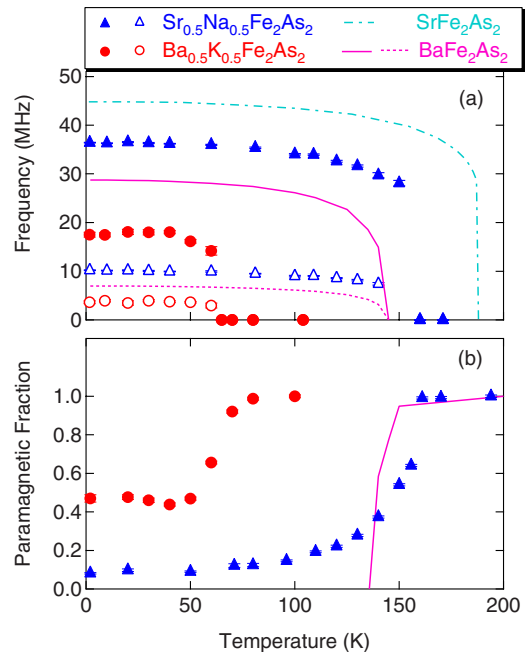 Sr0.5Na0.5Fe2As2 SrFe2As2
Ba0.5K0.5Fe2As2 BaFe2As2
50
(a)
40
30
20
10
0
Frequency (MHz)
(b)
1.0
0.8
0.6
0.4
0.2
0.0
Paramagnetic Fraction
0 50 100 150 200
Temperature (K)